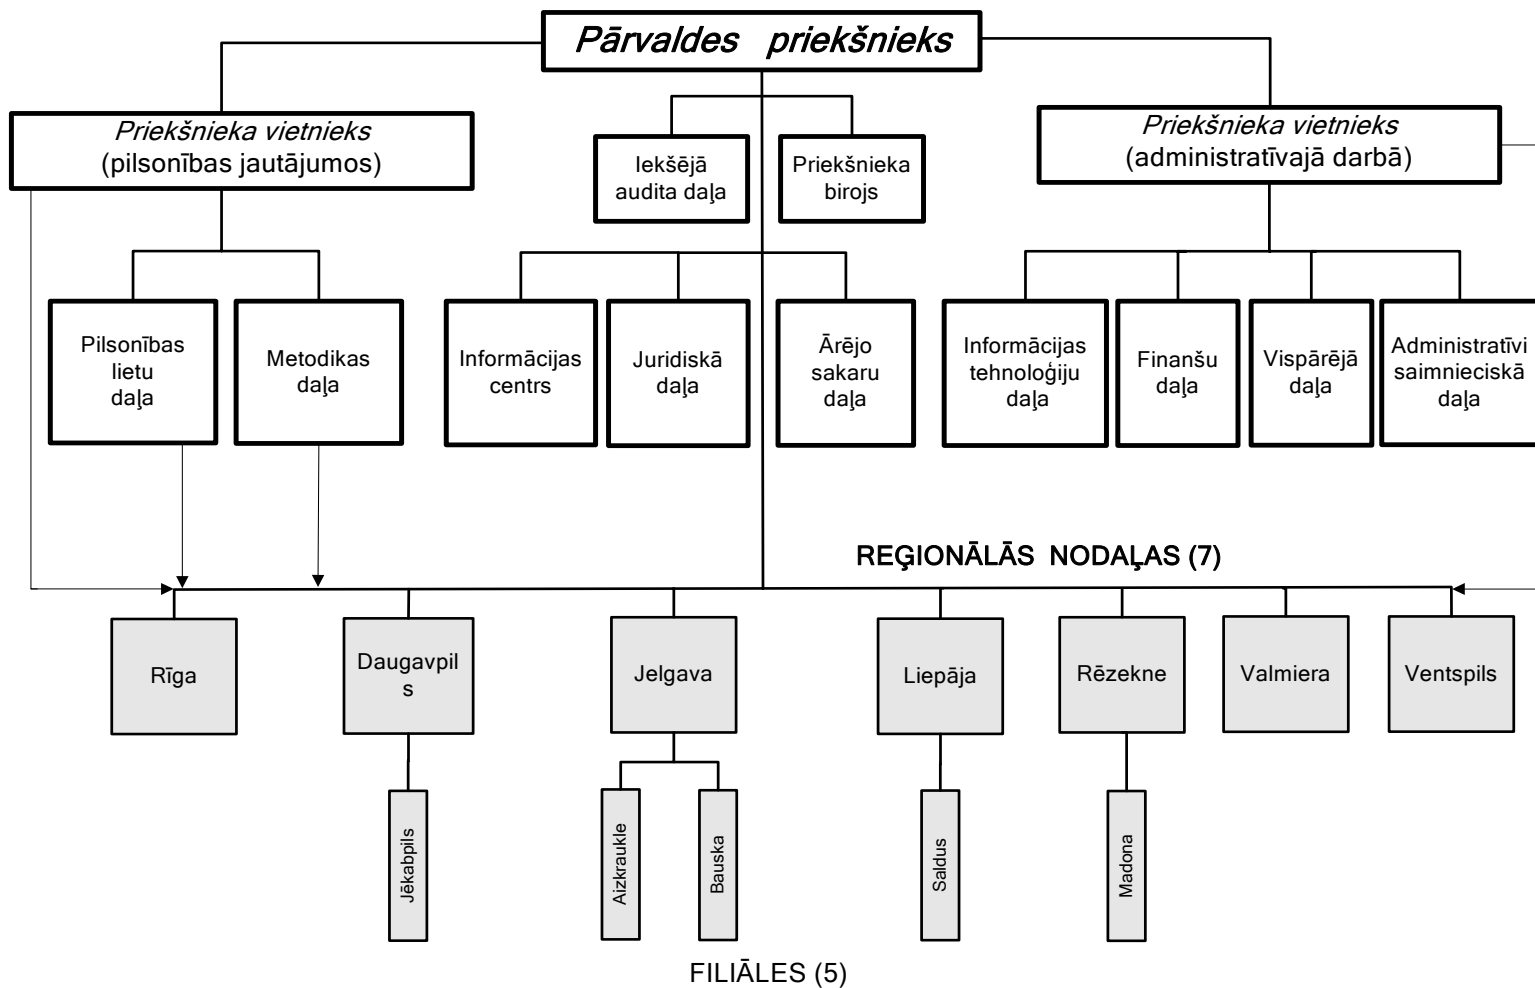 Pārvaldes priekšnieks
Priekšnieka vietnieks
(pilsonības jautājumos)
Iekšējā
audita daļa
Priekšnieka
birojs
Priekšnieka vietnieks
(administratīvajā darbā)
Pilsonības
lietu
daļa
Metodikas
daļa
Informācijas
centrs
Juridiskā
daļa
Ārējo
sakaru
daļa
Informācijas
tehnoloģiju
daļa
Finanšu
daļa
Vispārējā
daļa
Administratīvi
saimnieciskā
daļa
REĢIONĀLĀS NODAĻAS (7)
Rīga
Daugavpil
s
Jelgava
Liepāja
Rēzekne
Valmiera
Ventspils
Jēkabpils
Aizkraukle
Bauska
Saldus
Madona
FILIĀLES (5)